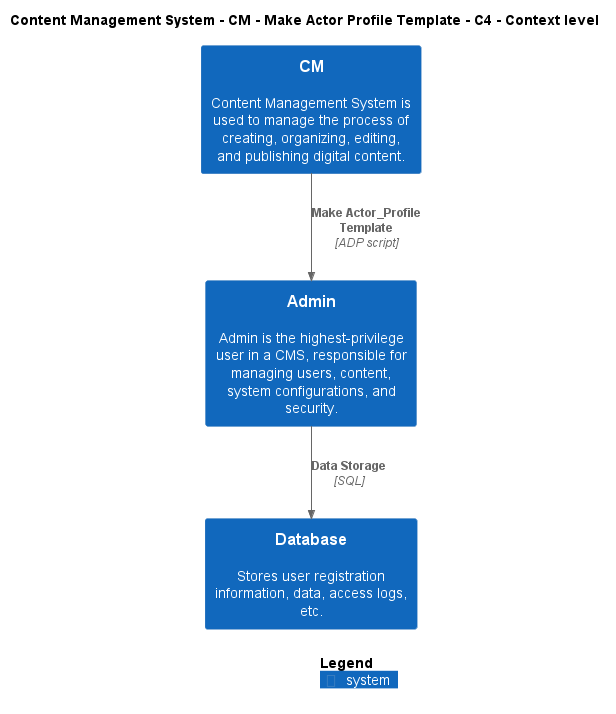 Content Management System - CM - Make Actor Profile Template - C4 - Context level
CM
Content Management System is
used to manage the process of
creating, organizing, editing,
and publishing digital content.
Make Actor_Profile
Template
[ADP script]
Admin
Admin is the highest-privilege
user in a CMS, responsible for
managing users, content,
system configurations, and
security.
Data Storage
[SQL]
Database
Stores user registration
information, data, access logs,
etc.
Legend
system